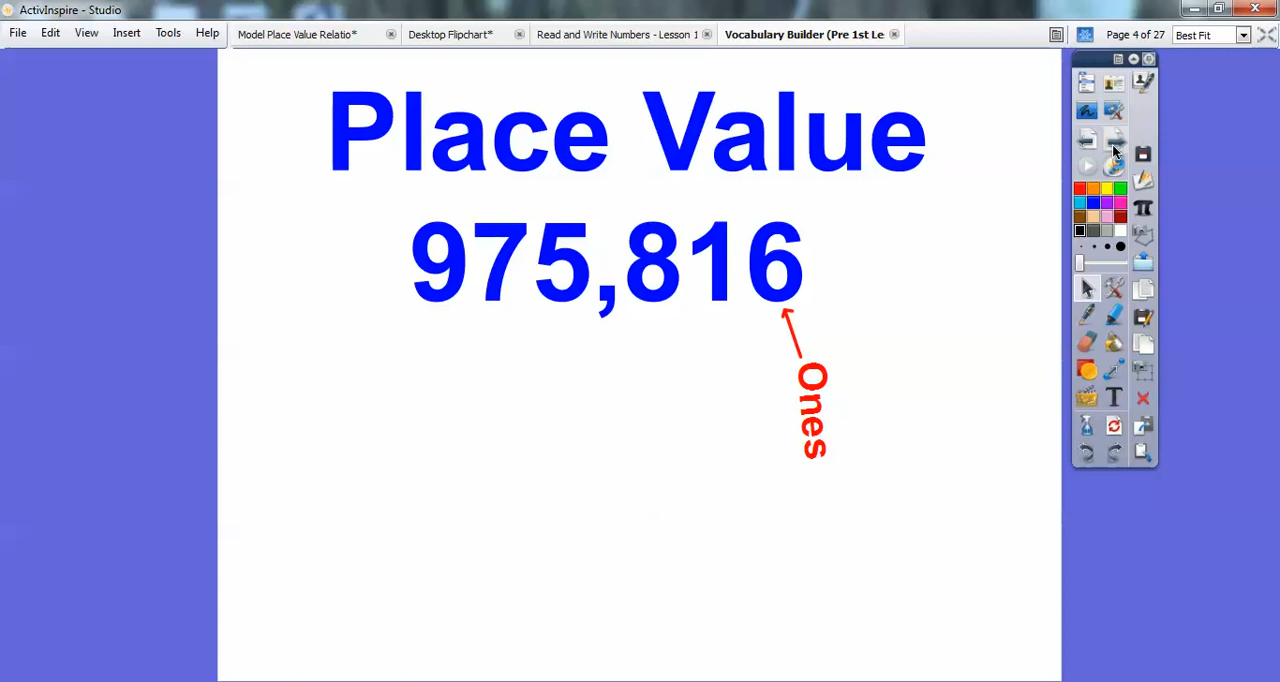 ActivInspire - Studio
File Edit View Insert Tools Help
Model Place Value Relatio* Desktop Flipchart* Read and Write Numbers - Lesson 1 Vocabulary Builder (Pre 1st Le
Page 4 of 27 Best Fit
Place Value
975,816
Ones